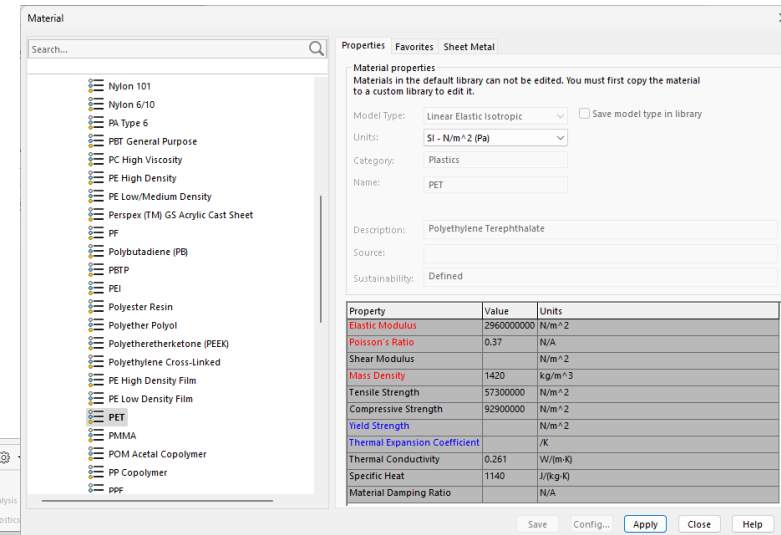 Material
Search...
Nylon 101
Nylon 6/10
PA Type 6
PBT General Purpose
PC High Viscosity
PE High Density
PE Low/Medium Density
Perspex (TM) GS Acrylic Cast Sheet
PF
Polybutadiene (PB)
PBTP
PEI
Polyester Resin
Polyether Polyol
Polyetheretherketone (PEEK)
Polyethylene Cross-Linked
PE High Density Film
PE Low Density Film
PET
PMMA
POM Acetal Copolymer
PP Copolymer
PPE
Properties Favorites Sheet Metal
Material properties
Materials in the default library can not be edited. You must first copy the material
to a custom library to edit it.
Model Type: Linear Elastic Isotropic Save model type in library
Units: SI - N/m^2 (Pa)
Category: Plastics
Name: PET
Description: Polyethylene Terephthalate
Source:
Sustainability: Defined
Property Value Units
Elastic Modulus 2960000000 N/m^2
Poisson's Ratio 0.37 N/A
Shear Modulus N/m^2
Mass Density 1420 kg/m^3
Tensile Strength 57300000 N/m^2
Compressive Strength 92900000 N/m^2
Yield Strength N/m^2
Thermal Expansion Coefficient /K
Thermal Conductivity 0.261 W/(m·K)
Specific Heat 1140 J/(kg·K)
Material Damping Ratio N/A
Save Config... Apply Close Help